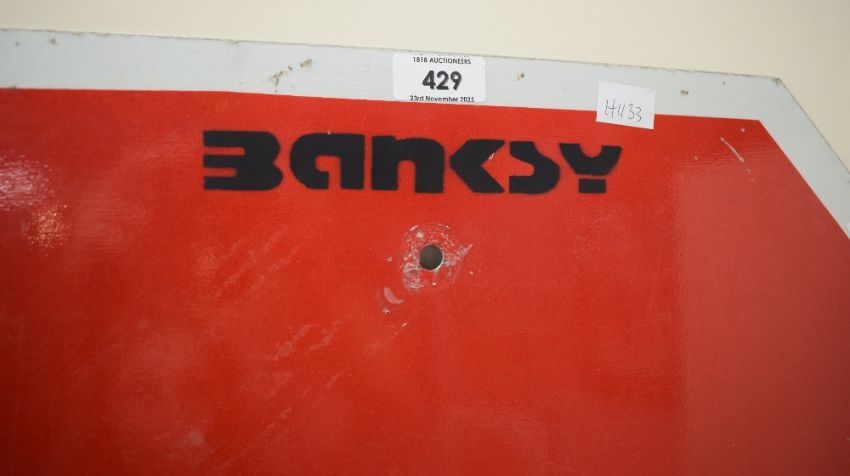 1818 AUCTIONEERS
429
23rd November 2025
H433
BANKSY